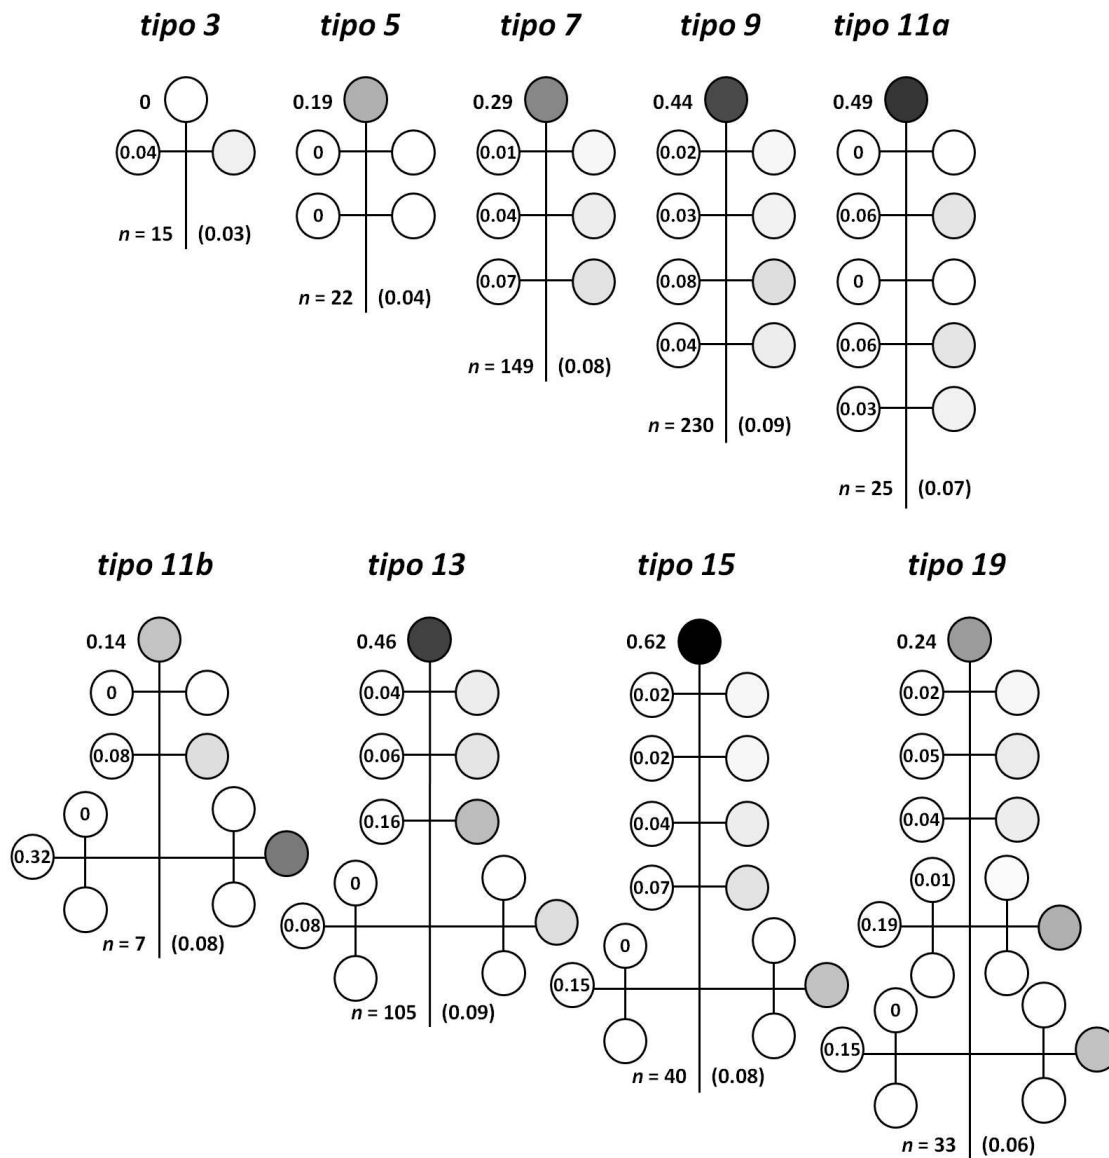 tipo 3 tipo 5 tipo 7 tipo 9 tipo 11a
0 0.19 0.29 0.44 0.49
0.04 0 0.01 0.02 0
0 0.04 0.03 0.06
n = 15 (0.03)
0.07 0.08 0
n = 22 (0.04)
0.04 0.06
n = 149 (0.08)
0.03
n = 230 (0.09)
n = 25 (0.07)
tipo 11b tipo 13 tipo 15 tipo 19
0.14 0.46 0.62 0.24
0 0.04 0.02 0.02
0.08 0.06 0.02 0.05
0 0.16 0.04 0.04
0.32
0 0.07 0.01
0.08 0.19
n = 7 (0.08)
0
0.15
n = 105 (0.09)
0
0.15
n = 40 (0.08)
n = 33 (0.06)